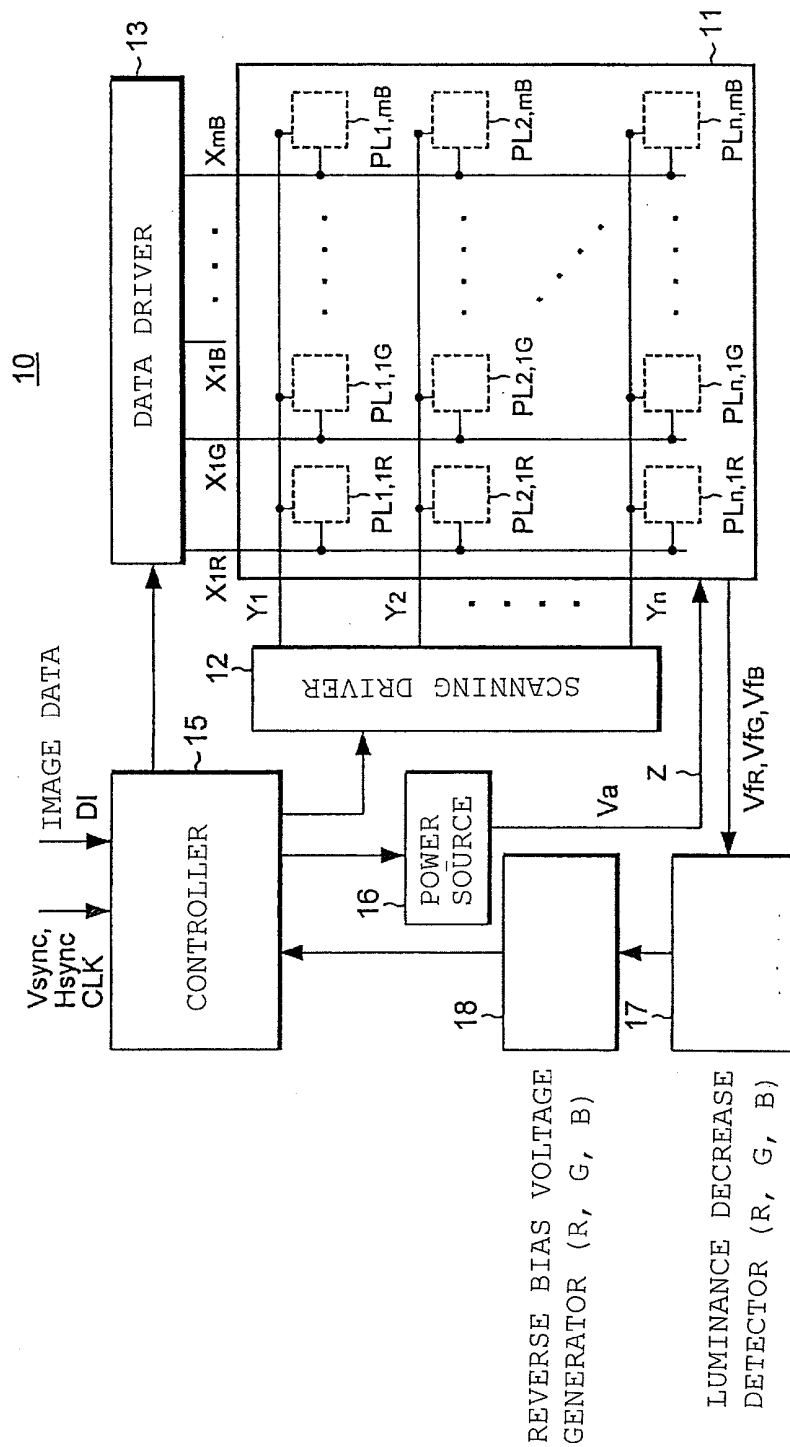 10
13
DATA DRIVER
X1R
X1G
X1B
XmB
IMAGE DATA
DI
Vsync,
Hsync
CLK
15
CONTROLLER
12
SCANNING DRIVER
Y1
Y2
Yn
11
PL1,1R
PL1,1G
PL1,mB
PL2,1R
PL2,1G
PL2,mB
PLn,1R
PLn,1G
PLn,mB
16
POWER
SOURCE
Va
Z
VfR,VfG,VfB
18
REVERSE BIAS VOLTAGE
GENERATOR (R, G, B)
17
LUMINANCE DECREASE
DETECTOR (R, G, B)